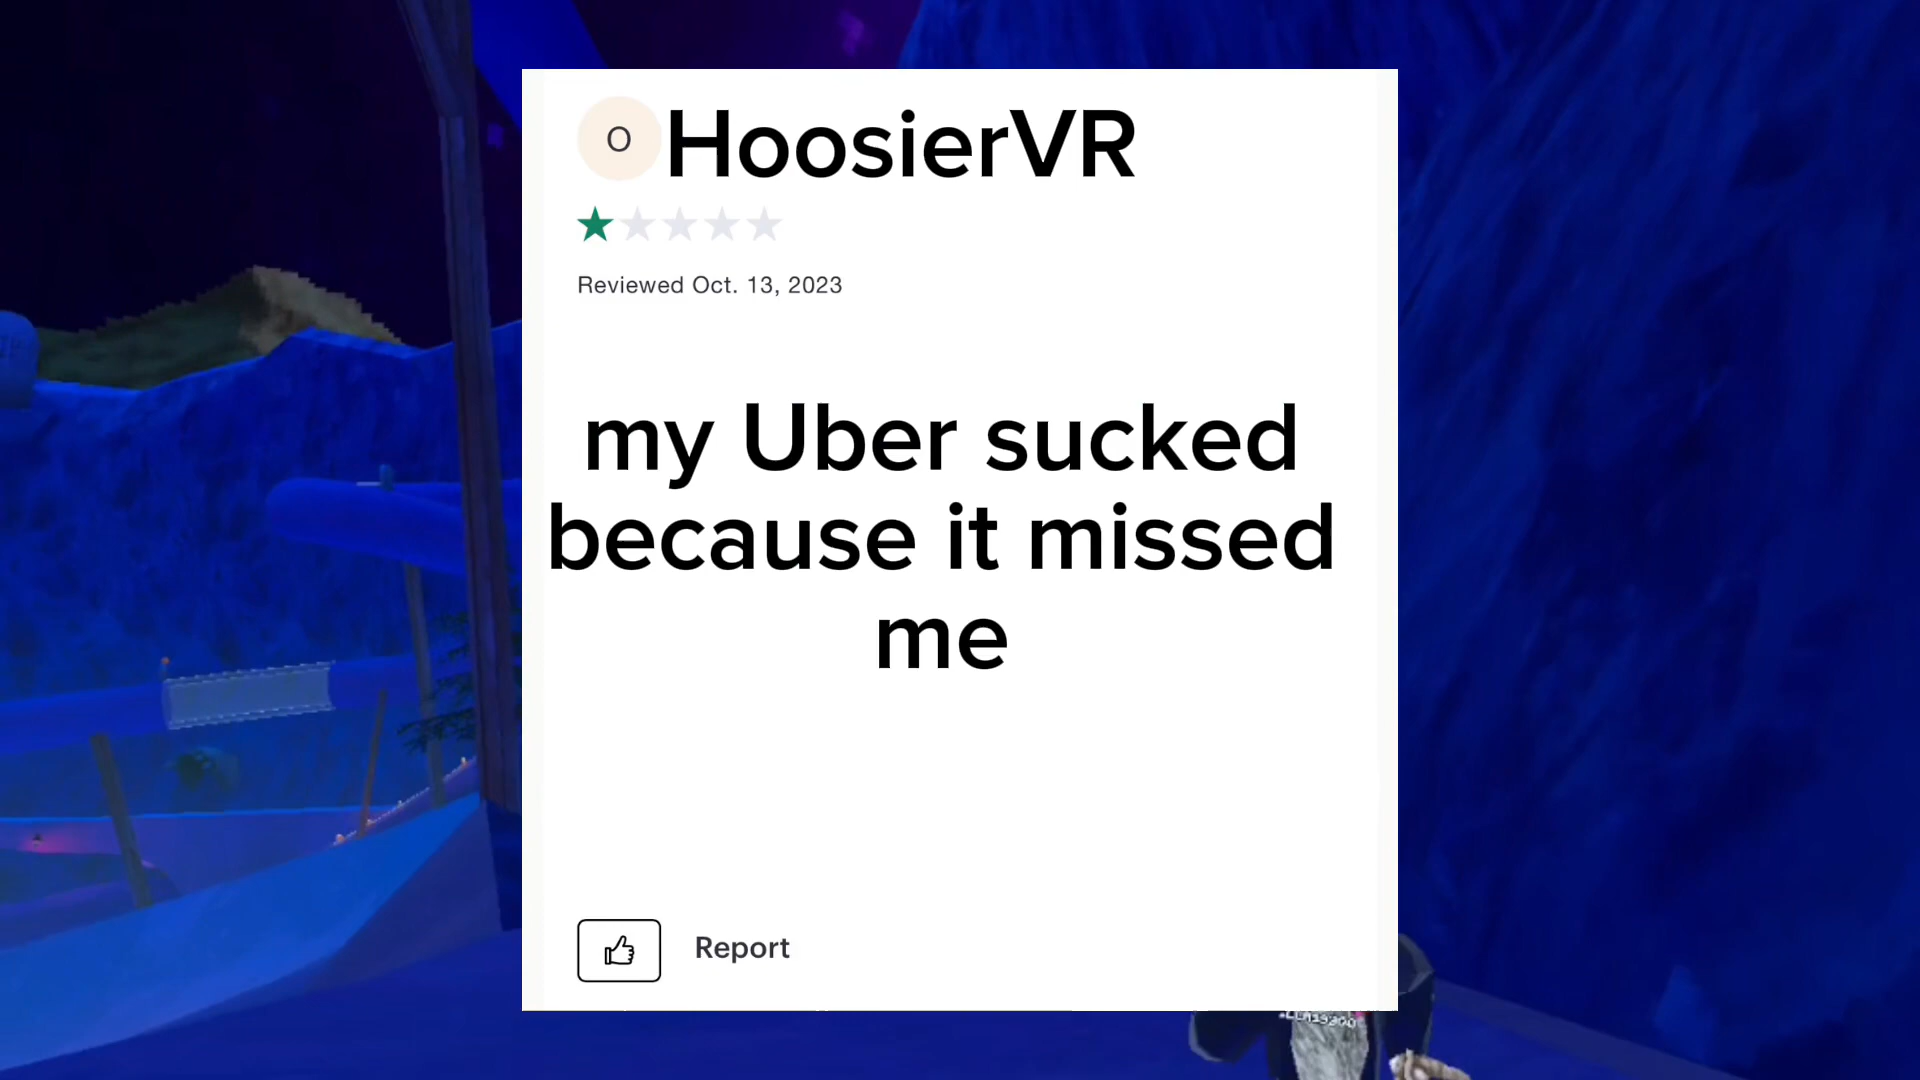 O
HoosierVR
Reviewed Oct. 13, 2023
my Uber sucked
because it missed
me
Report